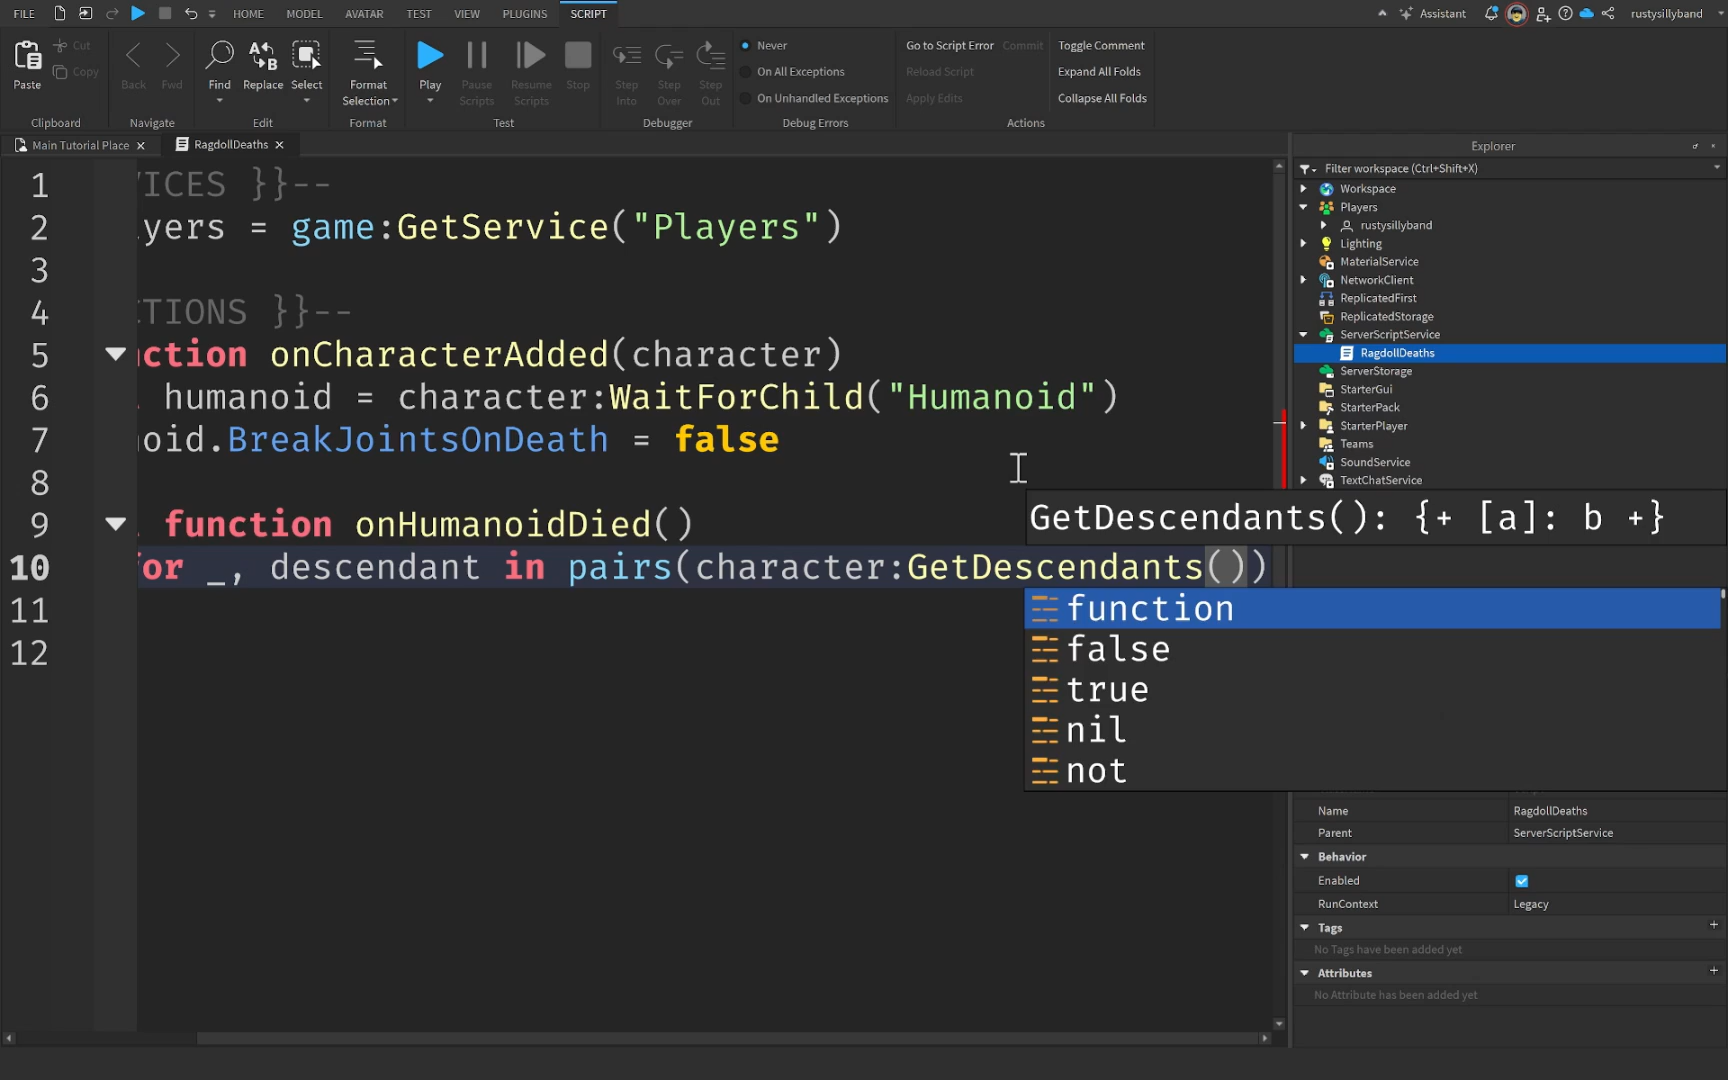 FILE HOME MODEL AVATAR TEST VIEW PLUGINS SCRIPT Assistant rustysillyband
Paste Cut Copy
Back Fwd
Find Replace Select
Format Selection
Play Pause Scripts Resume Scripts Stop
Step Into Step Over Step Out
Never
On All Exceptions
On Unhandled Exceptions
Go to Script Error Commit
Reload Script
Apply Edits
Toggle Comment
Expand All Folds
Collapse All Folds
Clipboard Navigate Edit Format Test Debugger Debug Errors Actions
Main Tutorial Place RagdollDeaths
1 VICES }}--
2 yers = game:GetService("Players")
3
4 CTIONS }}--
5 nction onCharacterAdded(character)
6 humanoid = character:WaitForChild("Humanoid")
7 noid.BreakJointsOnDeath = false
8
9 function onHumanoidDied()
10 for _, descendant in pairs(character:GetDescendants())
11
12
GetDescendants(): {+ [a]: b +}
function
false
true
nil
not
Explorer
Filter workspace (Ctrl+Shift+X)
Workspace
Players
rustysillyband
Lighting
MaterialService
NetworkClient
ReplicatedFirst
ReplicatedStorage
ServerScriptService
RagdollDeaths
ServerStorage
StarterGui
StarterPack
StarterPlayer
Teams
SoundService
TextChatService
Name RagdollDeaths
Parent ServerScriptService
Behavior
Enabled
RunContext Legacy
Tags
No Tags have been added yet
Attributes
No Attribute has been added yet